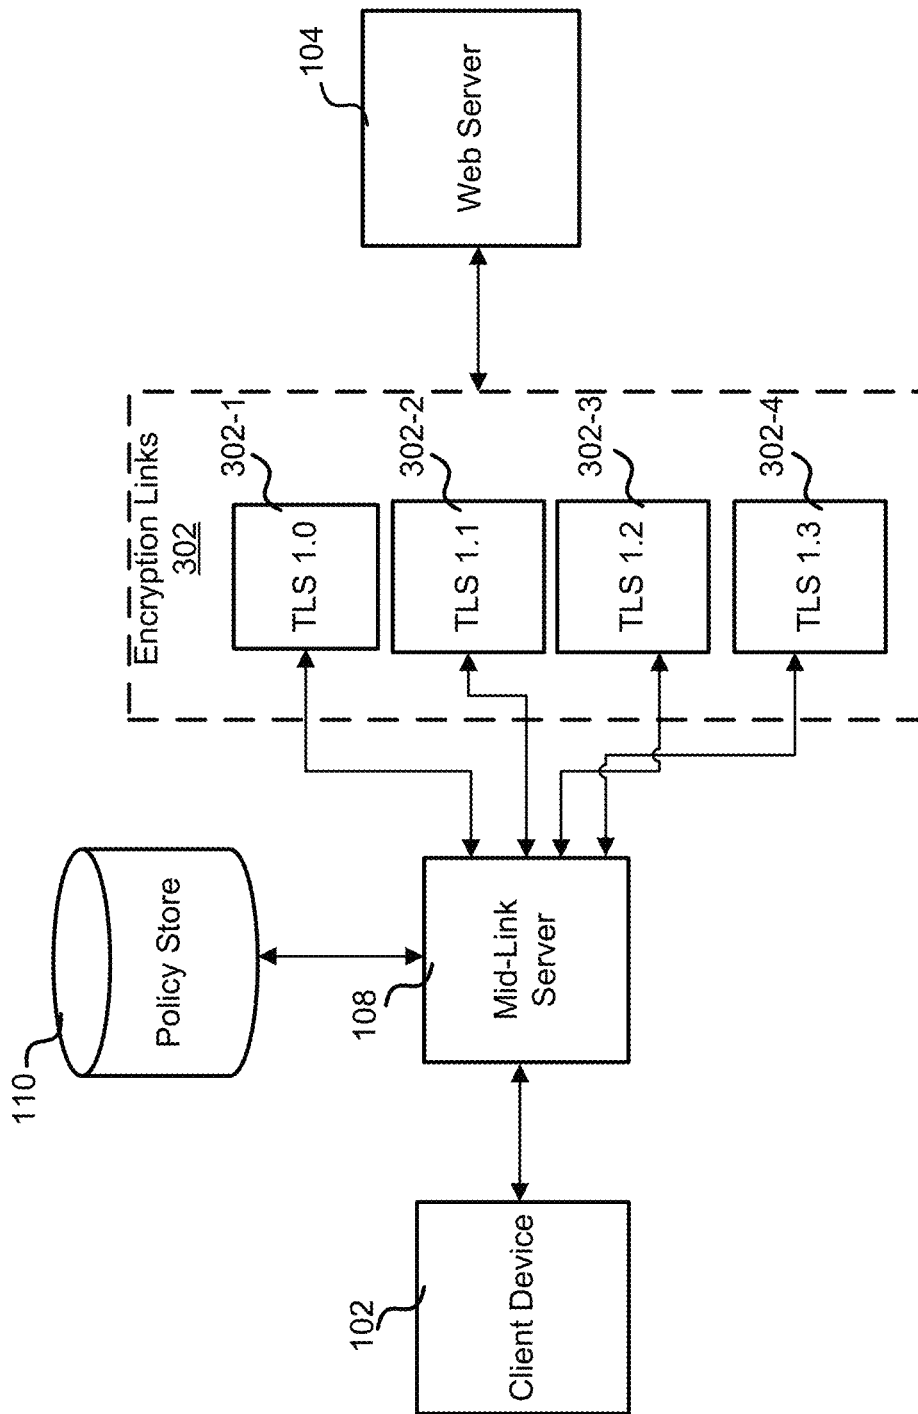 110
Policy Store
Encryption Links
302
102
Client Device
108
Mid-Link
Server
TLS 1.0
302-1
TLS 1.1
302-2
TLS 1.2
302-3
TLS 1.3
302-4
104
Web Server